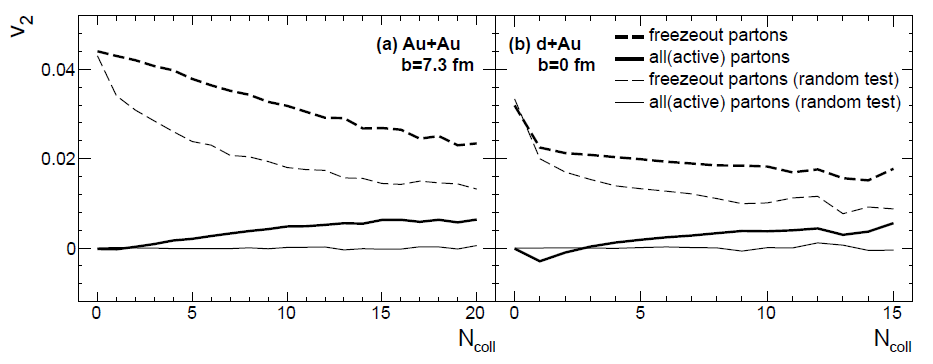 v2
(a) Au+Au
b=7.3 fm
0.04
0.02
0
0 5 10 15 20
Ncoll
(b) d+Au
b=0 fm
freezeout partons
all(active) partons
freezeout partons (random test)
all(active) partons (random test)
0 5 10 15
Ncoll